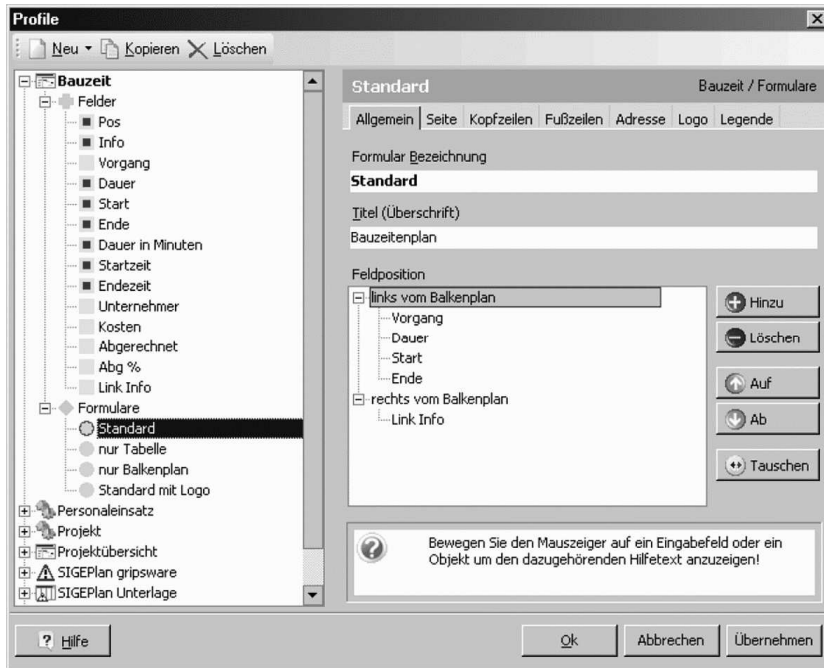 Profile
Neu Kopieren Löschen
Bauzeit
Felder
Pos
Info
Vorgang
Dauer
Start
Ende
Dauer in Minuten
Startzeit
Endezeit
Unternehmer
Kosten
Abgerechnet
Abg %
Link Info
Formulare
Standard
nur Tabelle
nur Balkenplan
Standard mit Logo
Personaleinsatz
Projekt
Projektübersicht
SIGEPlan gripsware
SIGEPlan Unterlage
Standard Bauzeit / Formulare
Allgemein Seite Kopfzeilen Fußzeilen Adresse Logo Legende
Formular Bezeichnung
Standard
Titel (Überschrift)
Bauzeitenplan
Feldposition
links vom Balkenplan
Vorgang
Dauer
Start
Ende
rechts vom Balkenplan
Link Info
Hinzu
Löschen
Auf
Ab
Tauschen
Bewegen Sie den Mauszeiger auf ein Eingabefeld oder ein
Objekt um den dazugehörenden Hilfetext anzuzeigen!
Hilfe Ok Abbrechen Übernehmen